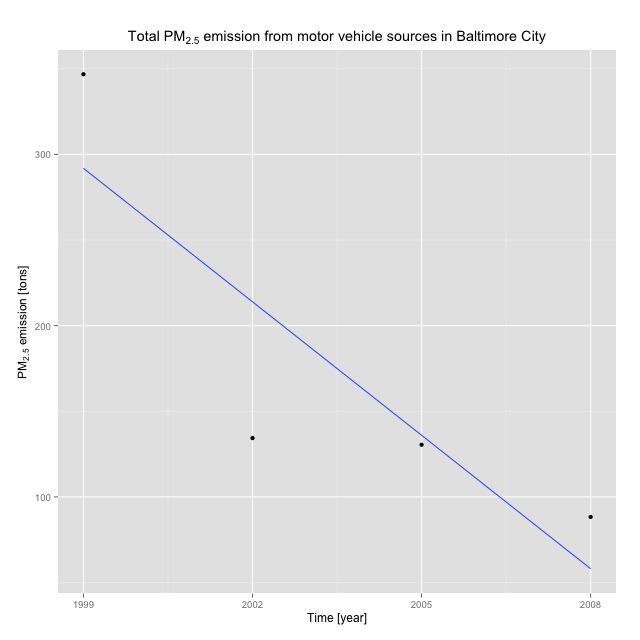 Total PM2.5 emission from motor vehicle sources in Baltimore City
300
200
100
PM2.5 emission [tons]
1999 2002 2005 2008
Time [year]